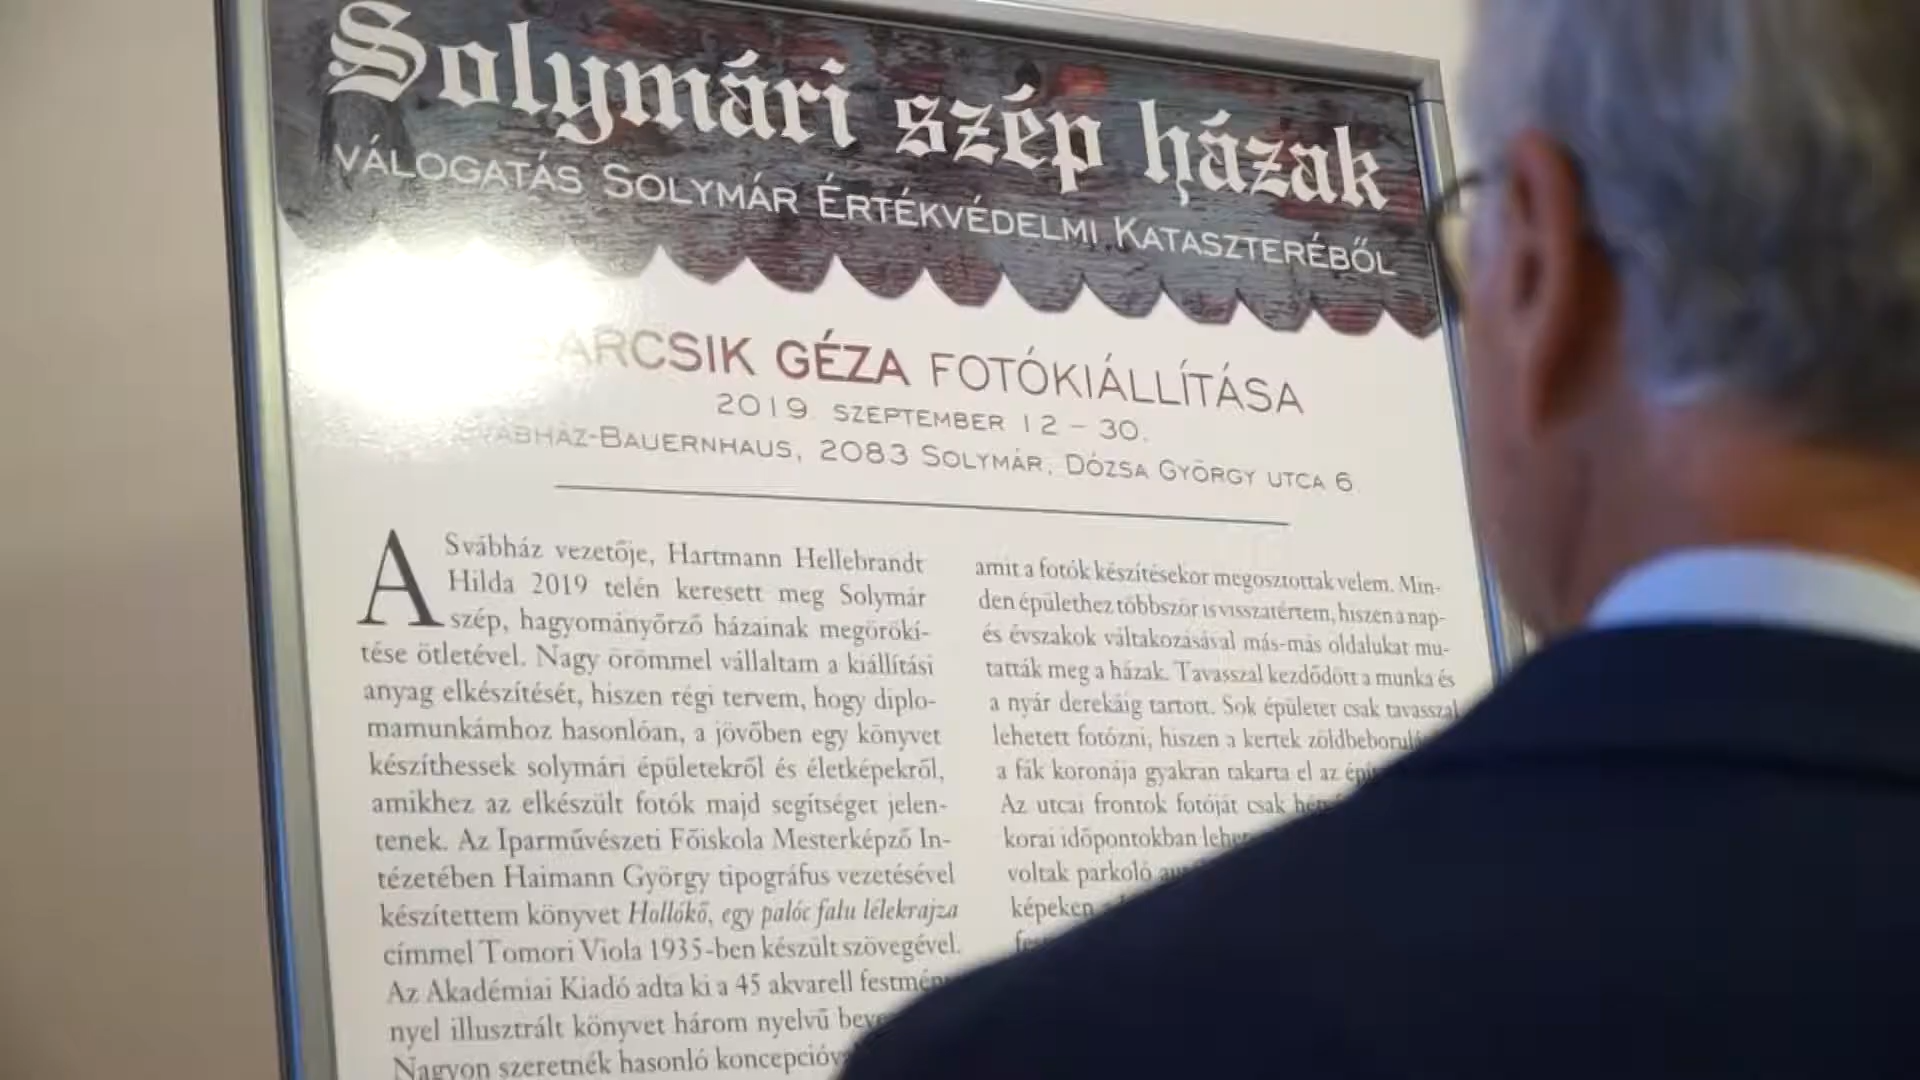 Solymári szép házak
VÁLOGATÁS SOLYMÁR ÉRTÉKVÉDELMI KATASZTERÉBŐL
GÉZA FOTÓKIÁLLÍTÁSA
2019. SZEPTEMBER 12 – 30.
2083 SOLYMÁR, DÓZSA GYÖRGY UTCA 6.
A Svábház vezetője, Hartmann Hellebrandt
Hilda 2019 telén keresett meg Solymár
szép, hagyományőrző házainak megöröki-
tése ötletével. Nagy örömmel vállaltam a kiállítási
anyag elkészítését, hiszen régi tervem, hogy diplo-
mamunkámhoz hasonlóan, a jövőben egy könyvet
készíthessek solymári épületekről és életképekről,
amikhez az elkészült fotók majd segítséget jelen-
tenek. Az Iparművészeti Főiskola Mesterképző In-
tézetében Haimann György tipográfus vezetésével
készítettem könyvet Hollókő, egy palóc falu lélekrajza
címmel Tomori Viola 1935-ben készült szövegével.
Az Akadémiai Kiadó adta ki a 45 akvarell
nyel illusztrált könyvet három nyelvű
Nagyon szeretnék hasonló
amit a fotók készítésekor megosztottak velem. Min-
den épülethez többször is visszatértem, hiszen a nap-
és évszakok váltakozásával más-más oldalukat mu-
tatták meg a házak. Tavasszal kezdődött a munka és
a nyár derekáig tartott. Sok épületet csak tavasszal
lehetett fotózni, hiszen a kertek
a fák koronája gyakran takarta el az
Az utcai frontok fotóját csak
korai időpontokban
voltak parkoló
képeken